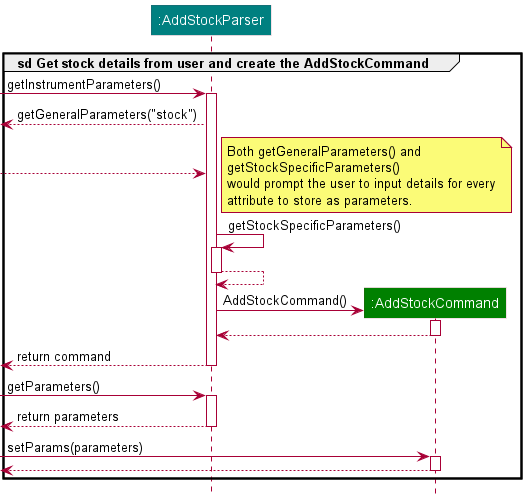 :AddStockParser
sd Get stock details from user and create the AddStockCommand
getInstrumentParameters()
getGeneralParameters("stock")
Both getGeneralParameters() and
getStockSpecificParameters()
would prompt the user to input details for every
attribute to store as parameters.
getStockSpecificParameters()
AddStockCommand()
:AddStockCommand
return command
getParameters()
return parameters
setParams(parameters)